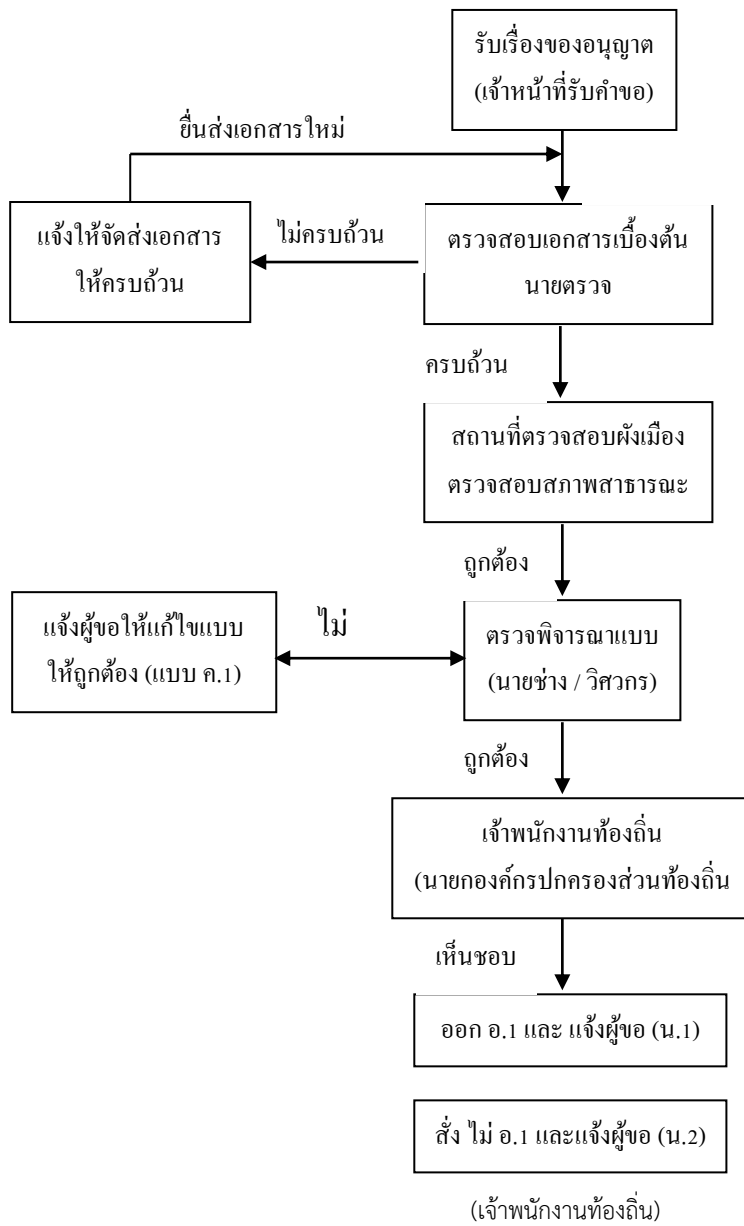 รับเรื่องของอนุญาต
(เจ้าหน้าที่รับคำขอ)
ยื่นส่งเอกสารใหม่
แจ้งให้จัดส่งเอกสาร
ให้ครบถ้วน
ไม่ครบถ้วน
ตรวจสอบเอกสารเบื้องต้น
นายตรวจ
ครบถ้วน
สถานที่ตรวจสอบผังเมือง
ตรวจสอบสภาพสาธารณะ
ถูกต้อง
แจ้งผู้ขอให้แก้ไขแบบ
ให้ถูกต้อง (แบบ ค.1)
ไม่
ตรวจพิจารณาแบบ
(นายช่าง / วิศวกร)
ถูกต้อง
เจ้าพนักงานท้องถิ่น
(นายกองค์กรปกครองส่วนท้องถิ่น
เห็นชอบ
ออก อ.1 และ แจ้งผู้ขอ (น.1)
สั่ง ไม่ อ.1 และแจ้งผู้ขอ (น.2)
(เจ้าพนักงานท้องถิ่น)